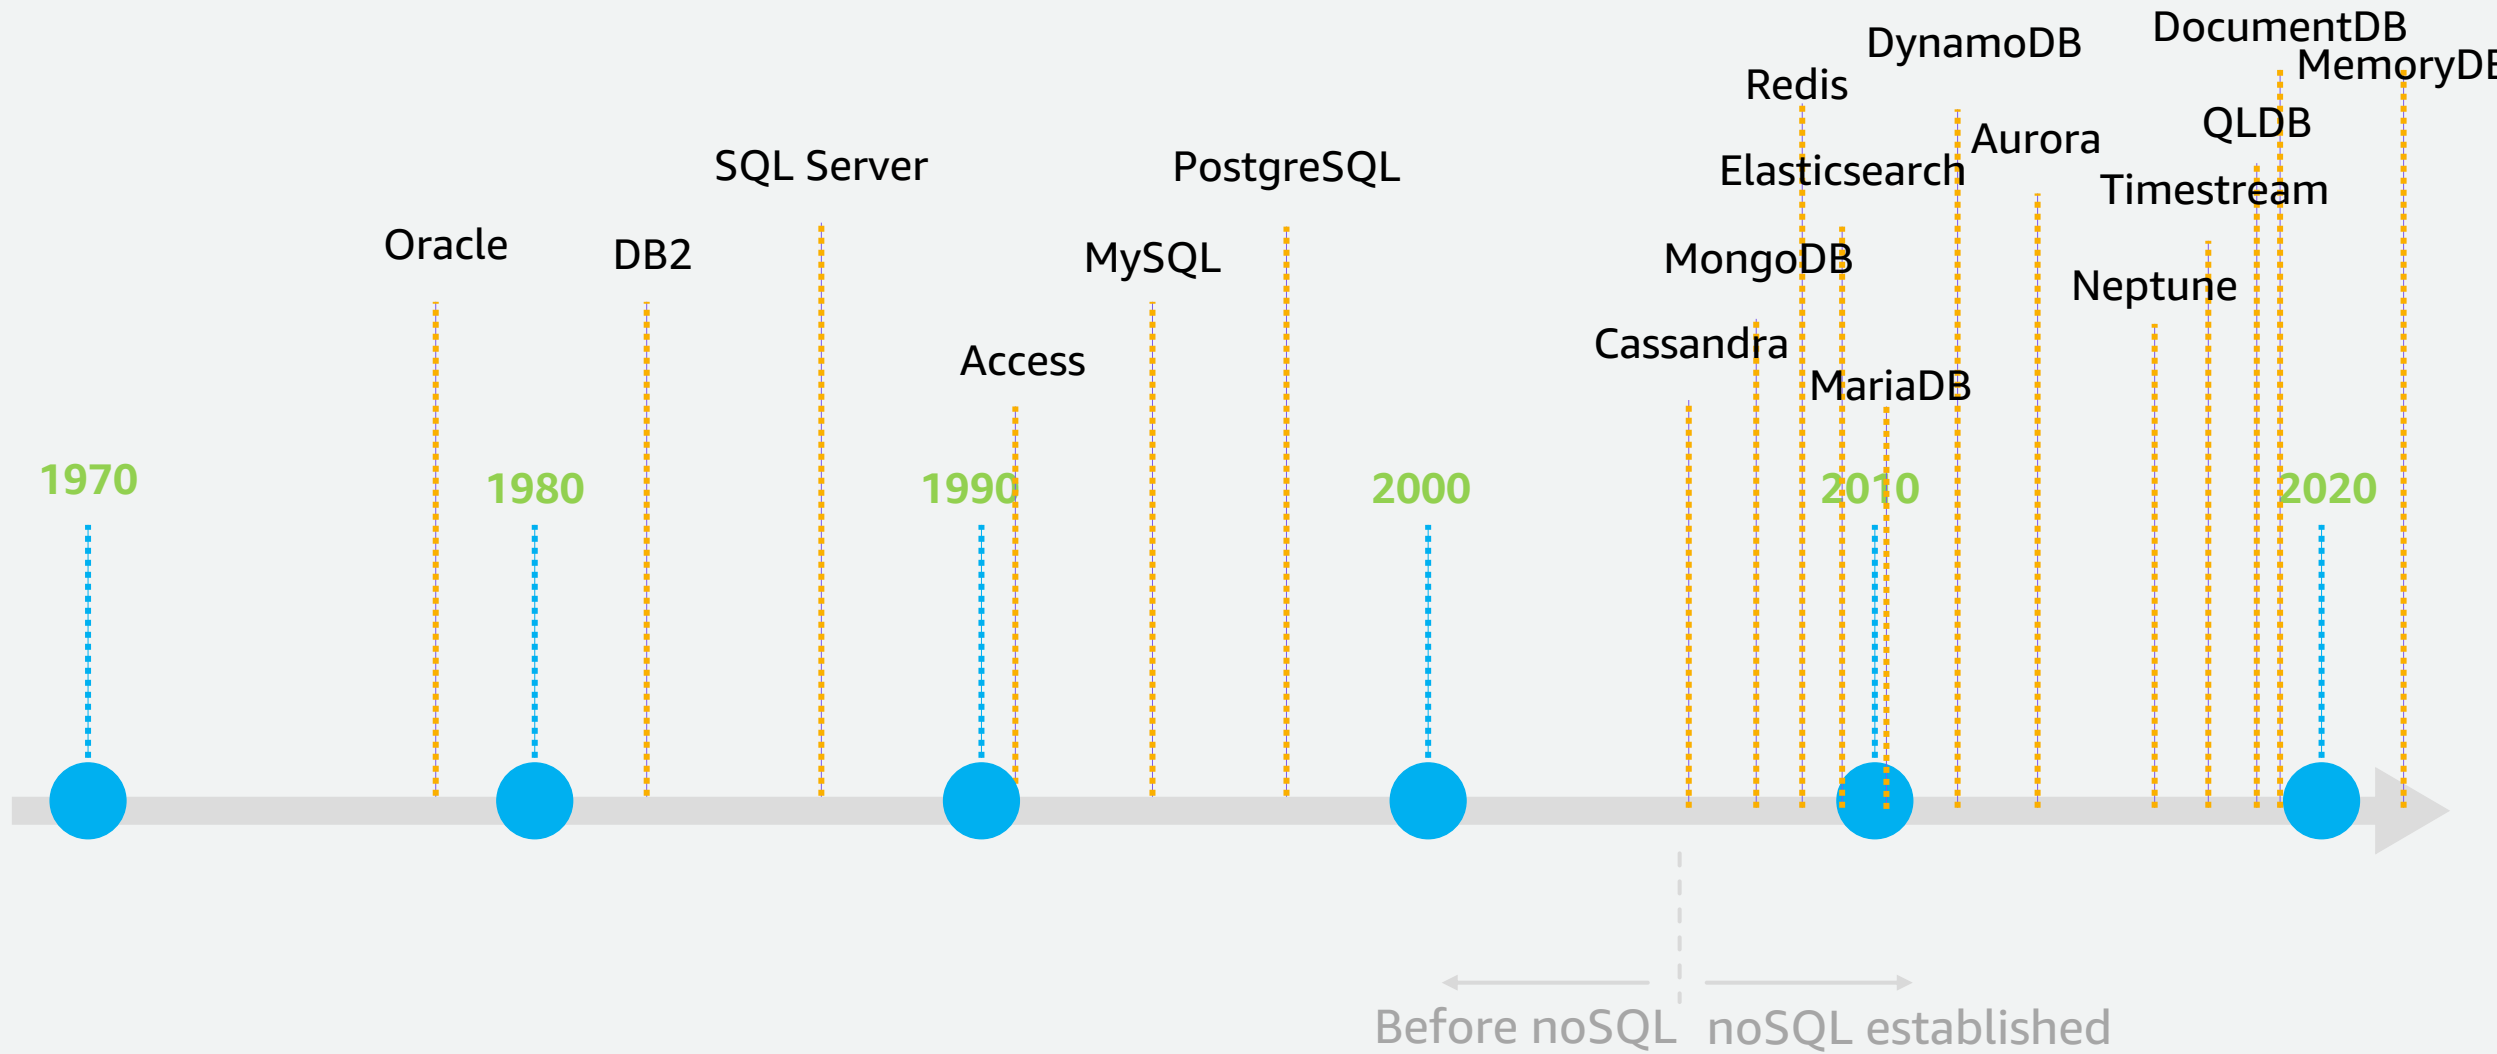 DocumentDB
DynamoDB
MemoryDB
Redis
QLDB
Aurora
SQL Server
PostgreSQL
Elasticsearch
Timestream
Oracle
DB2
MySQL
MongoDB
Neptune
Cassandra
Access
MariaDB
1970
1980
1990
2000
2010
2020
Before noSQL
noSQL established